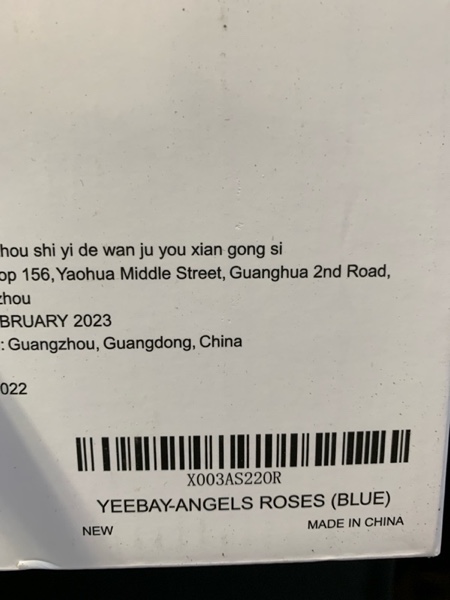 hou shi yi de wan ju you xian gong si
op 156,Yaohua Middle Street, Guanghua 2nd Road,
zhou
BRUARY 2023
: Guangzhou, Guangdong, China
022
X003AS22OR
YEEBAY-ANGELS ROSES (BLUE)
NEW
MADE IN CHINA